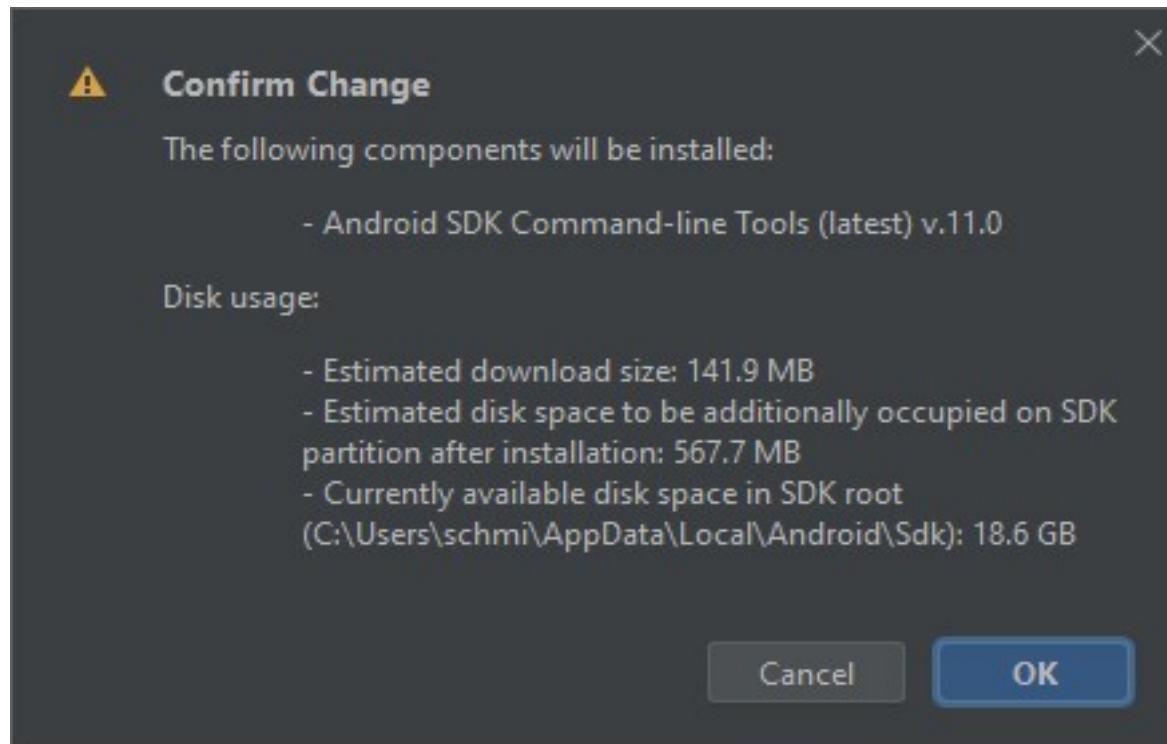 Confirm Change
The following components will be installed:
- Android SDK Command-line Tools (latest) v.11.0
Disk usage:
- Estimated download size: 141.9 MB
- Estimated disk space to be additionally occupied on SDK
partition after installation: 567.7 MB
- Currently available disk space in SDK root
(C:\Users\schmi\AppData\Local\Android\Sdk): 18.6 GB
Cancel OK